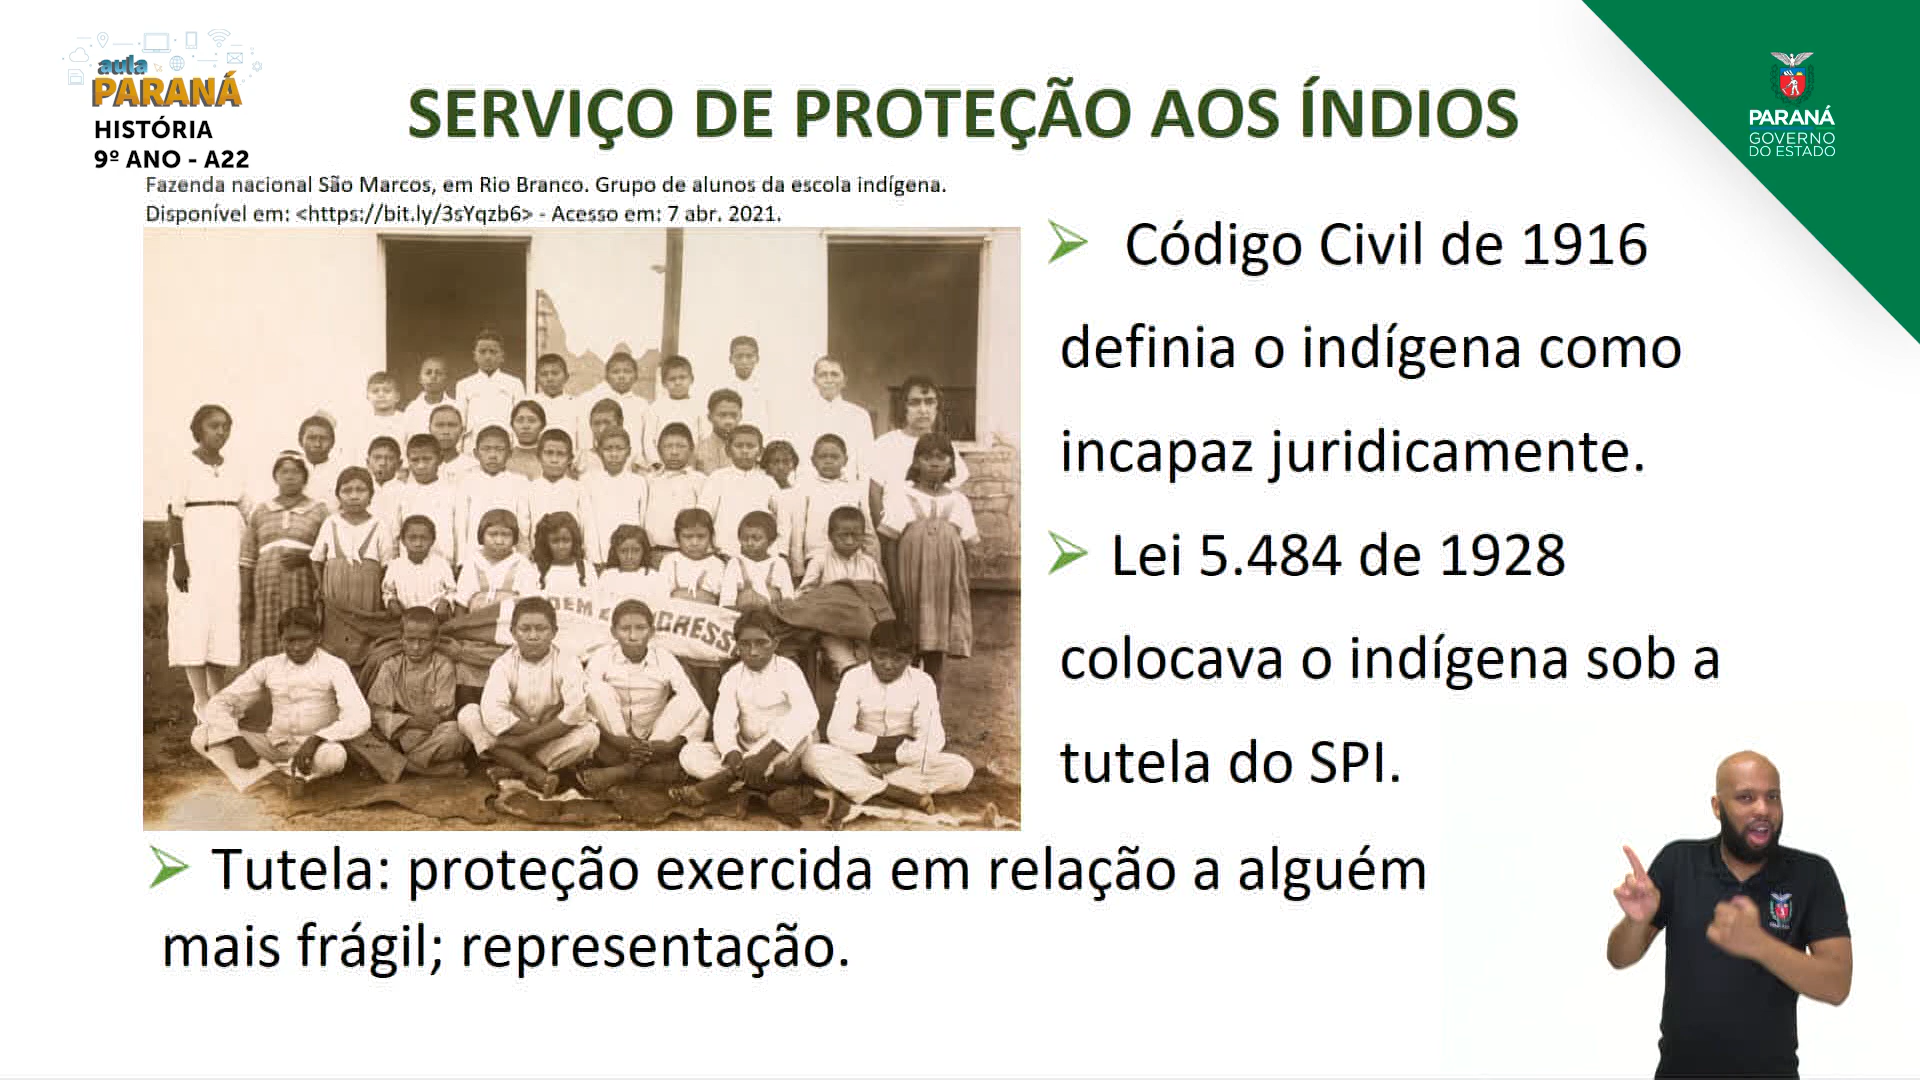 aula
PARANÁ
HISTÓRIA
9º ANO - A22
SERVIÇO DE PROTEÇÃO AOS ÍNDIOS
PARANÁ
GOVERNO
DO ESTADO
Fazenda nacional São Marcos, em Rio Branco. Grupo de alunos da escola indígena.
Disponível em: <https://bit.ly/3sYqzb6> - Acesso em: 7 abr. 2021.
Código Civil de 1916
definia o indígena como
incapaz juridicamente.
Lei 5.484 de 1928
colocava o indígena sob a
tutela do SPI.
Tutela: proteção exercida em relação a alguém
mais frágil; representação.